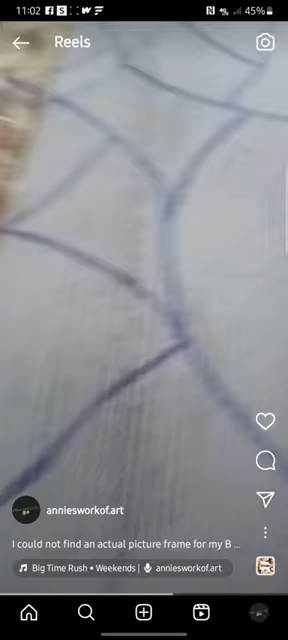 11:02
45%
Reels
anniesworkof.art
I could not find an actual picture frame for my B ...
Big Time Rush • Weekends | anniesworkof.art